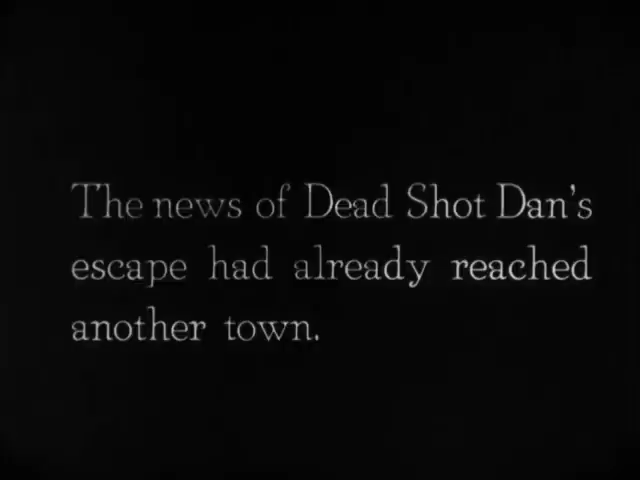 The news of Dead Shot Dan's
escape had already reached
another town.